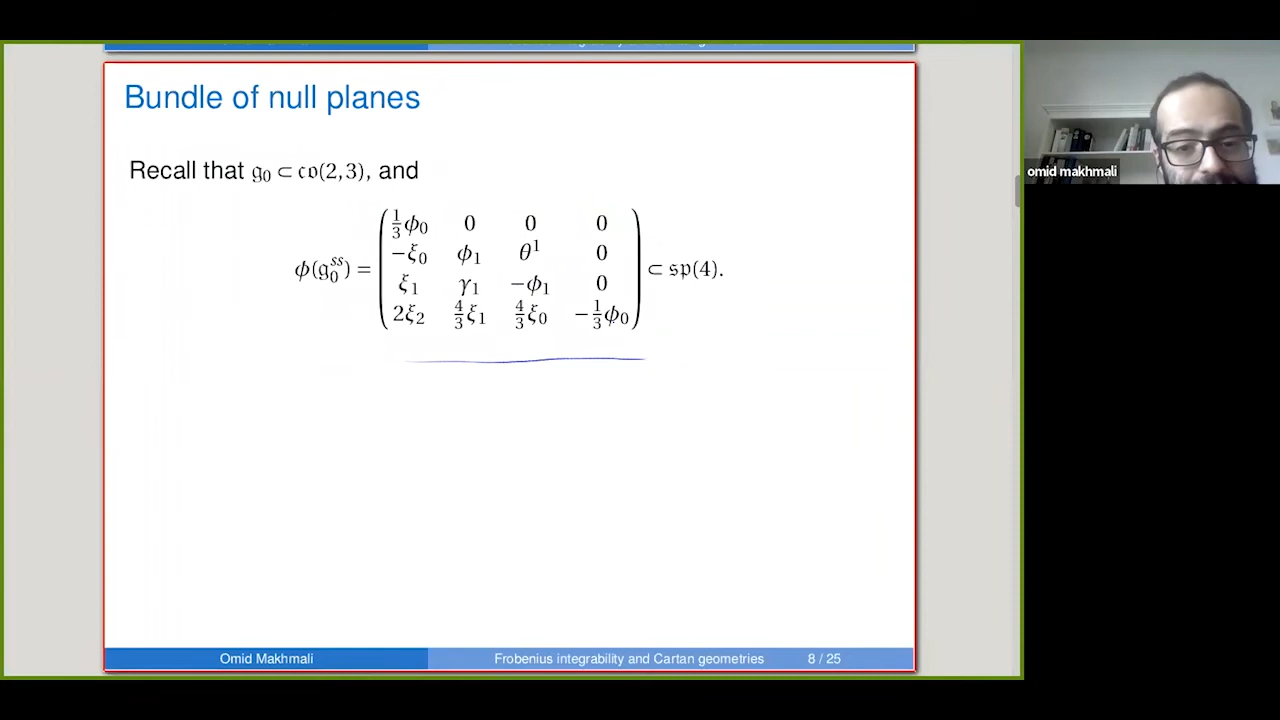 Bundle of null planes
Recall that 𝔤₀ ⊂ 𝔠𝔬(2,3), and
ϕ(𝔤₀ˢˢ) = ( ⅓ϕ₀ 0 0 0
−ξ₀ ϕ₁ θ¹ 0
ξ₁ γ₁ −ϕ₁ 0
2ξ₂ 4/3ξ₁ 4/3ξ₀ −⅓ϕ₀ ) ⊂ 𝔰𝔭(4).
Omid Makhmali Frobenius integrability and Cartan geometries 8 / 25
omid makhmali